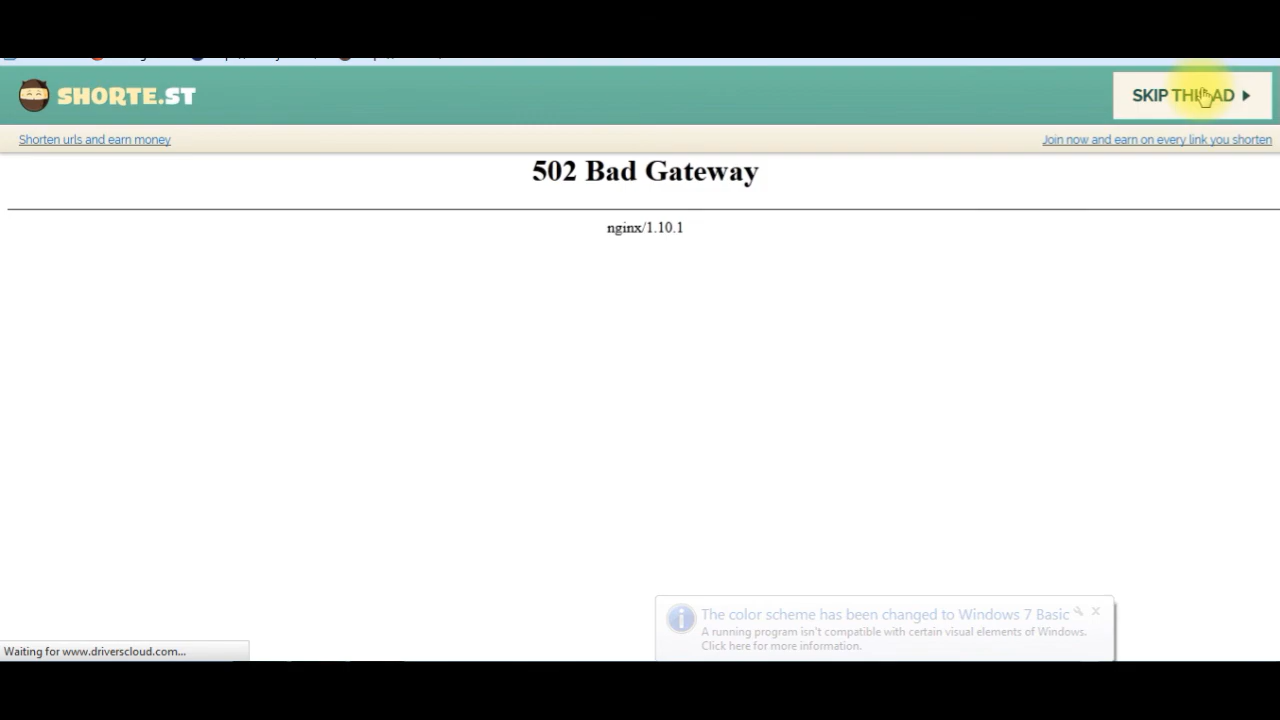 SHORTE.ST
SKIP THIS AD
Shorten urls and earn money
Join now and earn on every link you shorten
502 Bad Gateway
nginx/1.10.1
The color scheme has been changed to Windows 7 Basic
A running program isn't compatible with certain visual elements of Windows.
Click here for more information.
Waiting for www.driverscloud.com...